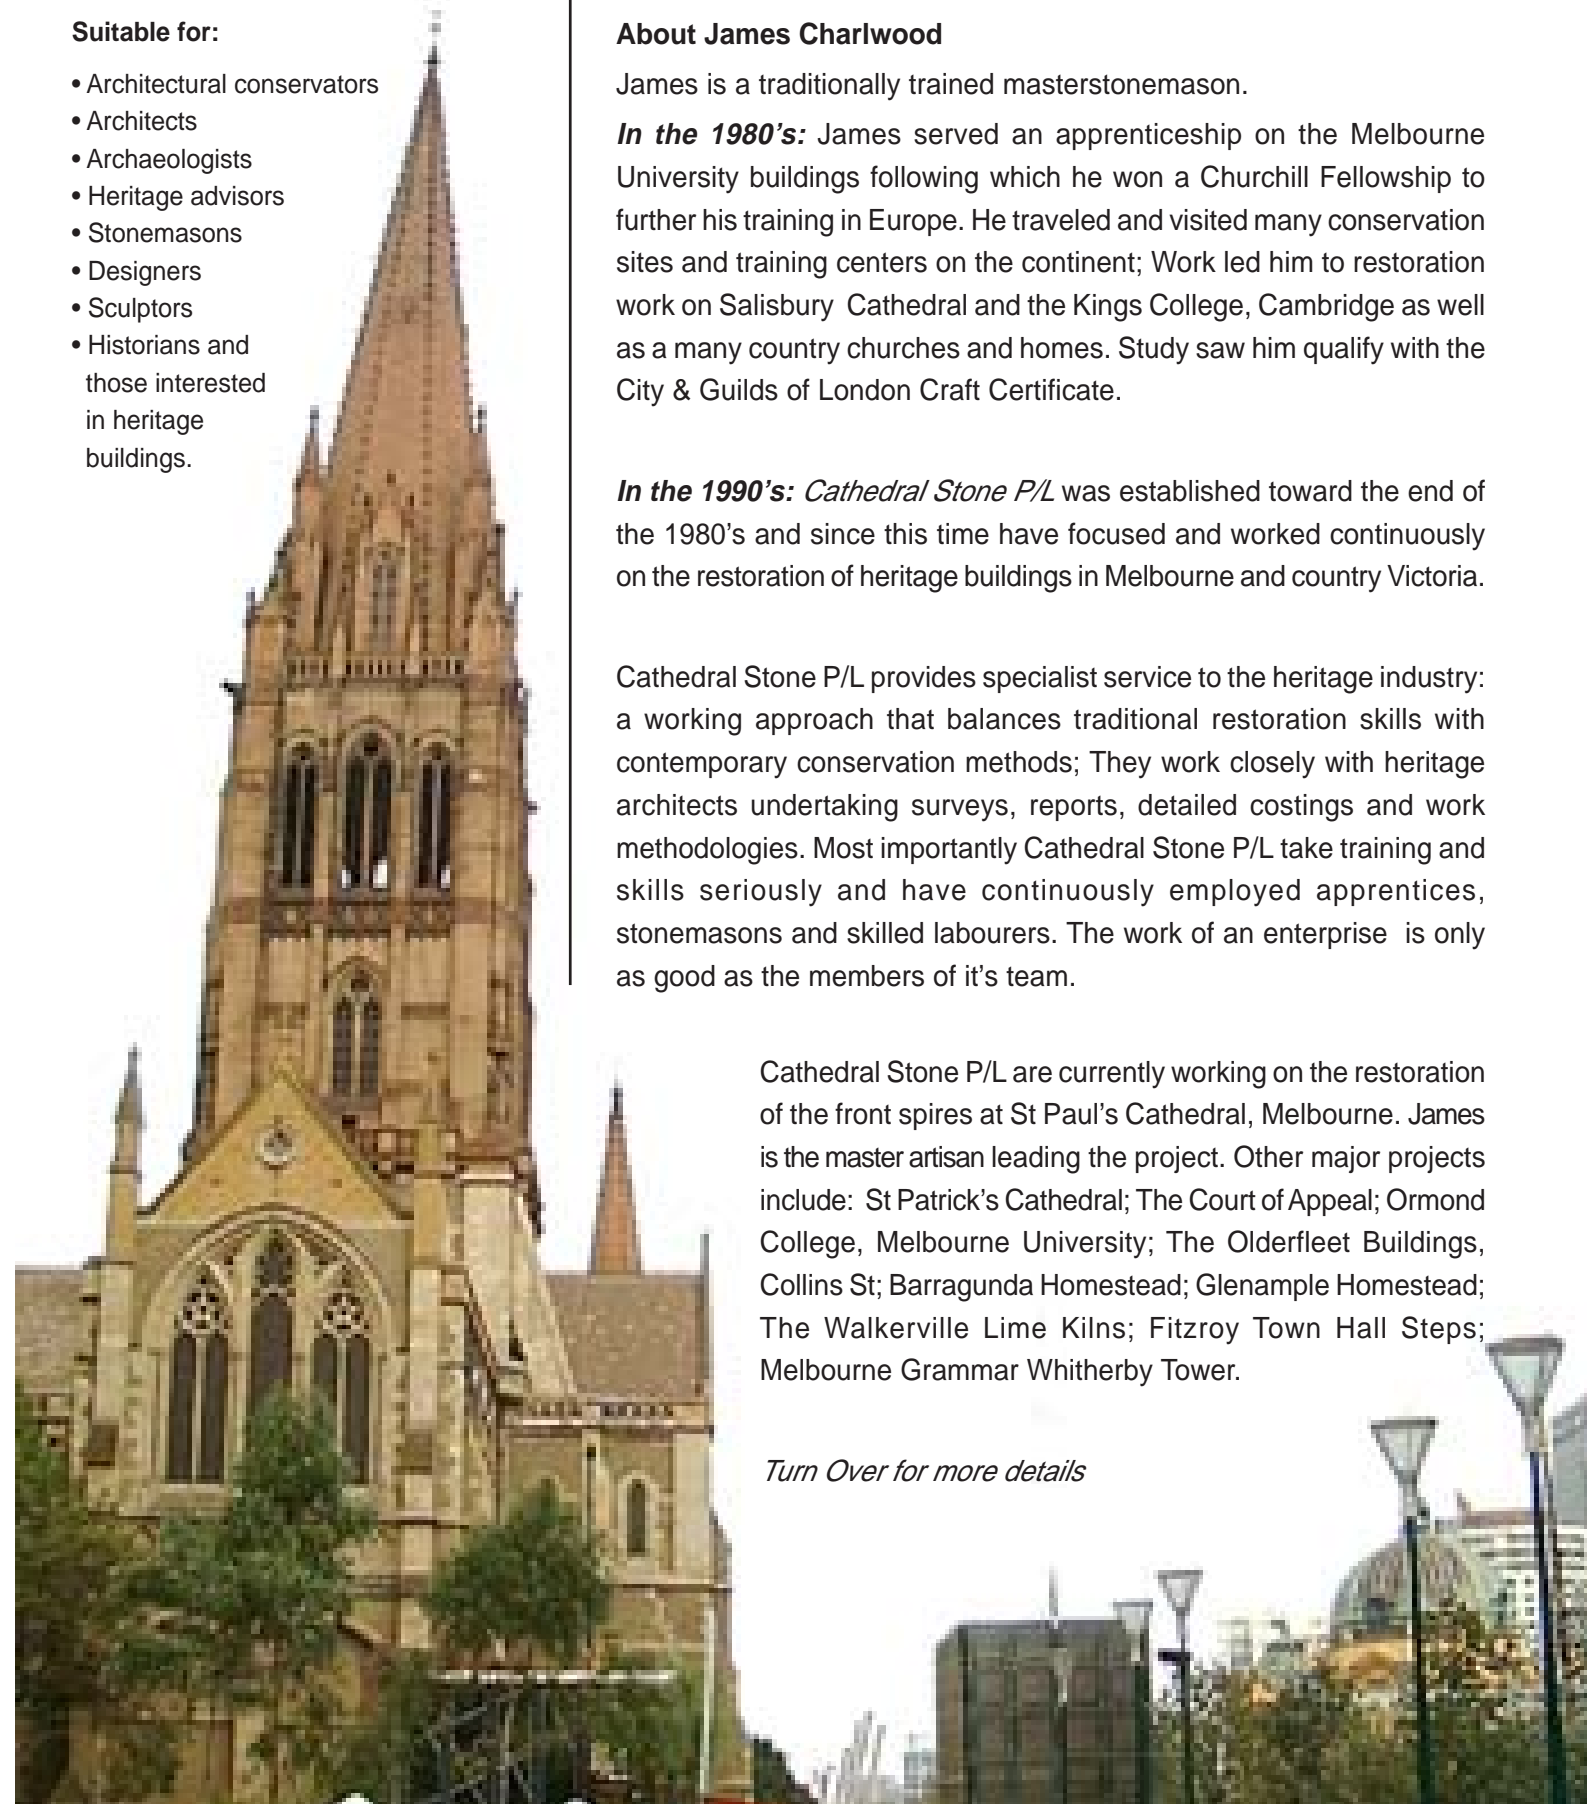 Suitable for:
• Architectural conservators
• Architects
• Archaeologists
• Heritage advisors
• Stonemasons
• Designers
• Sculptors
• Historians and
those interested
in heritage
buildings.
About James Charlwood
James is a traditionally trained masterstonemason.
In the 1980's: James served an apprenticeship on the Melbourne
University buildings following which he won a Churchill Fellowship to
further his training in Europe. He traveled and visited many conservation
sites and training centers on the continent; Work led him to restoration
work on Salisbury Cathedral and the Kings College, Cambridge as well
as a many country churches and homes. Study saw him qualify with the
City & Guilds of London Craft Certificate.
In the 1990's: Cathedral Stone P/L was established toward the end of
the 1980's and since this time have focused and worked continuously
on the restoration of heritage buildings in Melbourne and country Victoria.
Cathedral Stone P/L provides specialist service to the heritage industry:
a working approach that balances traditional restoration skills with
contemporary conservation methods; They work closely with heritage
architects undertaking surveys, reports, detailed costings and work
methodologies. Most importantly Cathedral Stone P/L take training and
skills seriously and have continuously employed apprentices,
stonemasons and skilled labourers. The work of an enterprise is only
as good as the members of it's team.
Cathedral Stone P/L are currently working on the restoration
of the front spires at St Paul's Cathedral, Melbourne. James
is the master artisan leading the project. Other major projects
include: St Patrick's Cathedral; The Court of Appeal; Ormond
College, Melbourne University; The Olderfleet Buildings,
Collins St; Barragunda Homestead; Glenample Homestead;
The Walkerville Lime Kilns; Fitzroy Town Hall Steps;
Melbourne Grammar Whitherby Tower.
Turn Over for more details